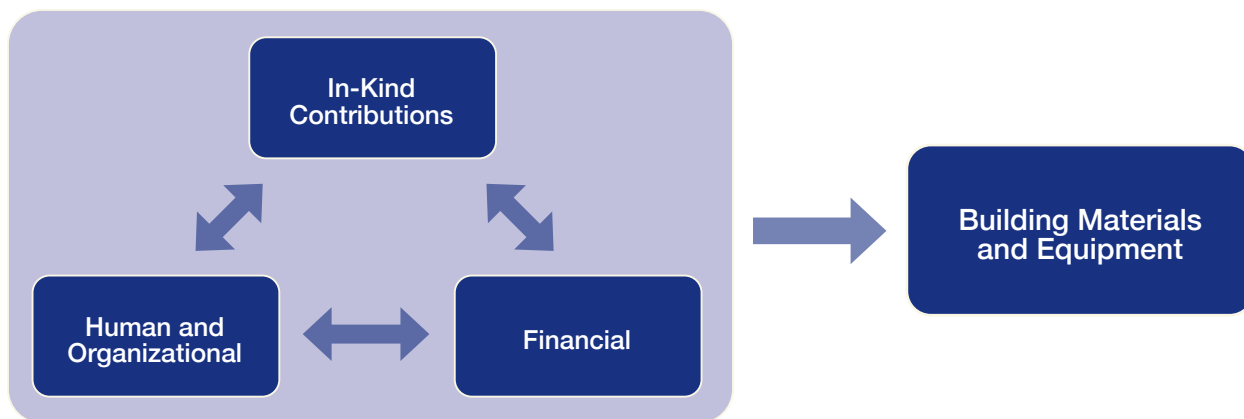 In-Kind
Contributions
Building Materials
and Equipment
Human and
Organizational
Financial